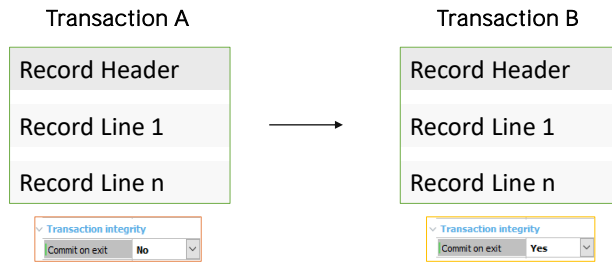 Transaction A
Record Header
Record Line 1
Record Line n
Transaction integrity
Commit on exit No
Transaction B
Record Header
Record Line 1
Record Line n
Transaction integrity
Commit on exit Yes